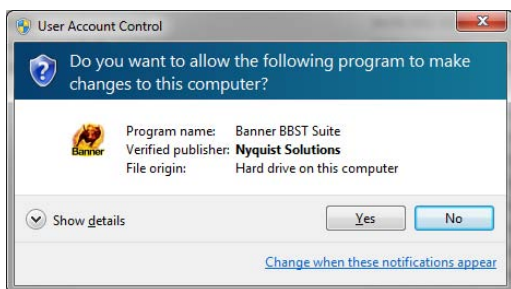 User Account Control
Do you want to allow the following program to make
changes to this computer?
Banner
Program name: Banner BBST Suite
Verified publisher: Nyquist Solutions
File origin: Hard drive on this computer
Show details
Yes
No
Change when these notifications appear